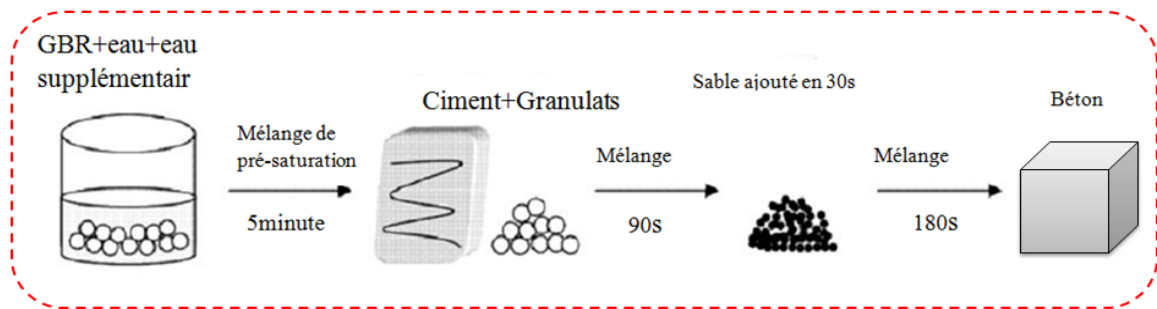 GBR+eau+eau
supplémentair
Mélange de
pré-saturation
5minute
Ciment+Granulats
Mélange
90S
Sable ajouté en 30s
Mélange
180S
Béton